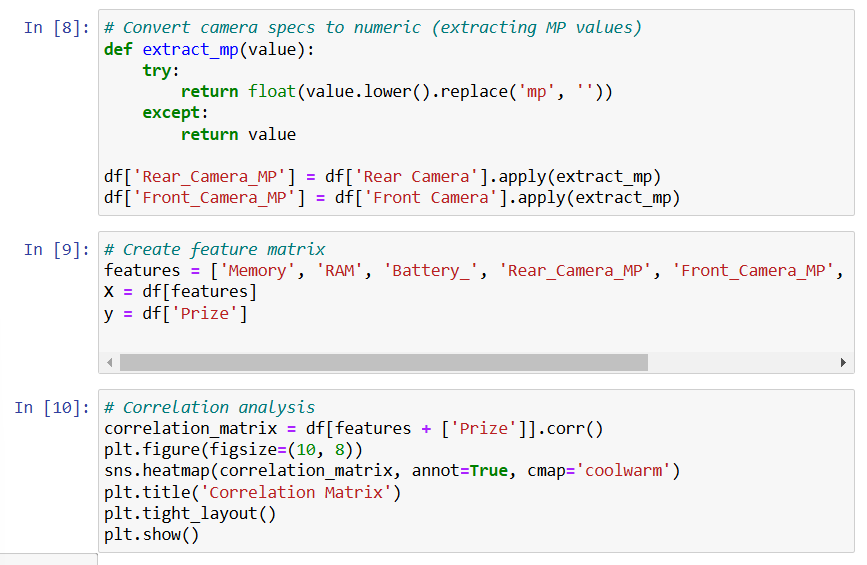 In [8]: # Convert camera specs to numeric (extracting MP values)
def extract_mp(value):
    try:
        return float(value.lower().replace('mp', ''))
    except:
        return value

df['Rear_Camera_MP'] = df['Rear Camera'].apply(extract_mp)
df['Front_Camera_MP'] = df['Front Camera'].apply(extract_mp)
In [9]: # Create feature matrix
features = ['Memory', 'RAM', 'Battery_', 'Rear_Camera_MP', 'Front_Camera_MP',
X = df[features]
y = df['Prize']
In [10]: # Correlation analysis
correlation_matrix = df[features + ['Prize']].corr()
plt.figure(figsize=(10, 8))
sns.heatmap(correlation_matrix, annot=True, cmap='coolwarm')
plt.title('Correlation Matrix')
plt.tight_layout()
plt.show()